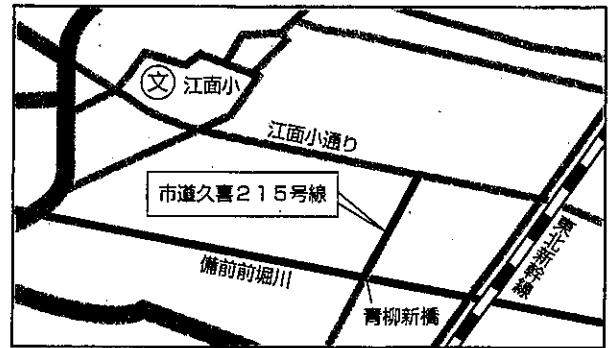 文 江面小
江面小通り
市道久喜215号線
東北新幹線
備前前堀川
青柳新橋